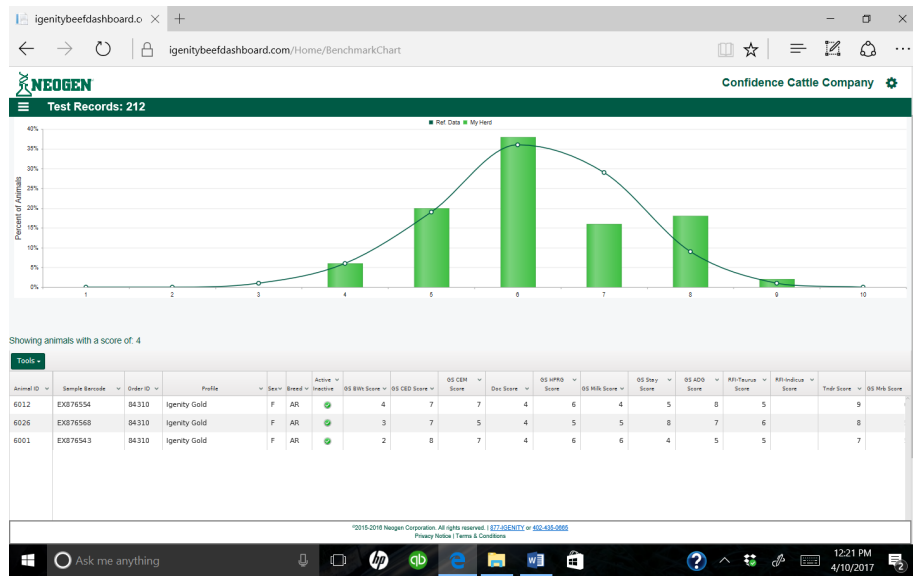 igenitybeefdashboard.co
igenitybeefdashboard.com/Home/BenchmarkChart
NEOGEN
Confidence Cattle Company
Test Records: 212
Ref. Data My Herd
Percent of Animals
40%
35%
30%
25%
20%
15%
10%
5%
0%
1 2 3 4 5 6 7 8 9 10
Showing animals with a score of: 4
Tools
Animal ID Sample Barcode Order ID Profile Sex Breed Active Inactive GS BWt Score GS CED Score GS CEM Score Doc Score GS HPRG Score GS Milk Score GS Stay Score GS ADG Score RFI-Taurus Score RFI-Indicus Score Tndr Score GS Mrb Score
6012 EX876554 84310 Igenity Gold F AR 4 7 7 4 6 4 5 8 5 9
6026 EX876568 84310 Igenity Gold F AR 3 7 5 4 5 5 8 7 6 8
6001 EX876543 84310 Igenity Gold F AR 2 8 7 4 6 6 4 5 5 7
©2015-2016 Neogen Corporation. All rights reserved. | 877-IGENITY or 402-435-0665
Privacy Notice | Terms & Conditions
Ask me anything
hp
qb
12:21 PM
4/10/2017